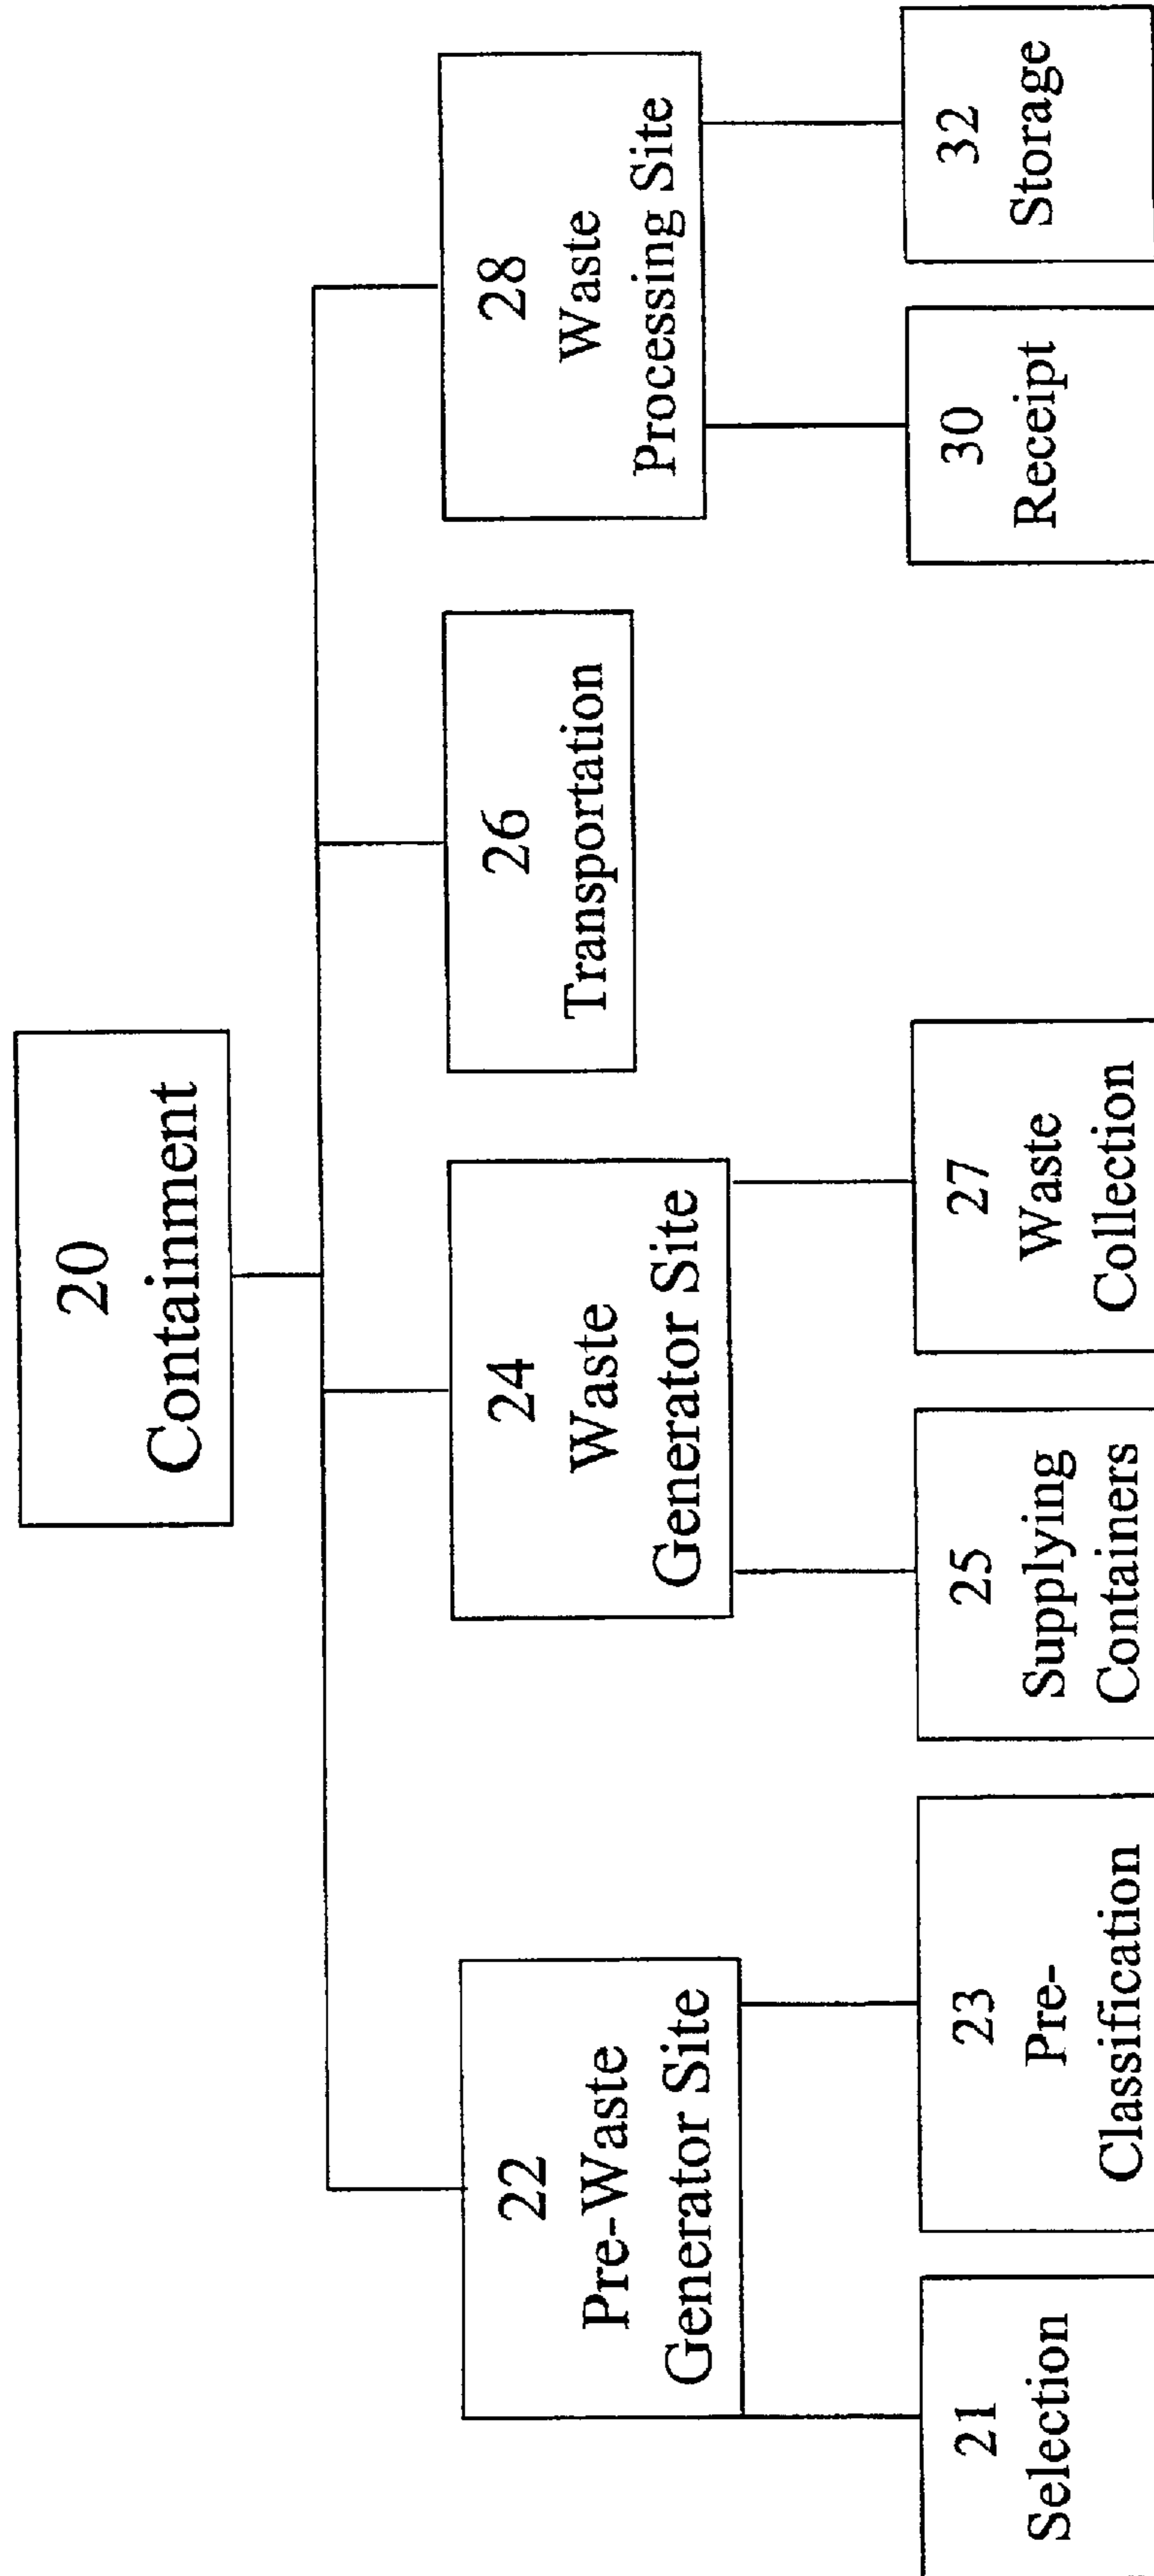 20
Containment
22
Pre-Waste
Generator Site
24
Waste
Generator Site
26
Transportation
28
Waste
Processing Site
21
Selection
23
Pre-
Classification
25
Supplying
Containers
27
Waste
Collection
30
Receipt
32
Storage